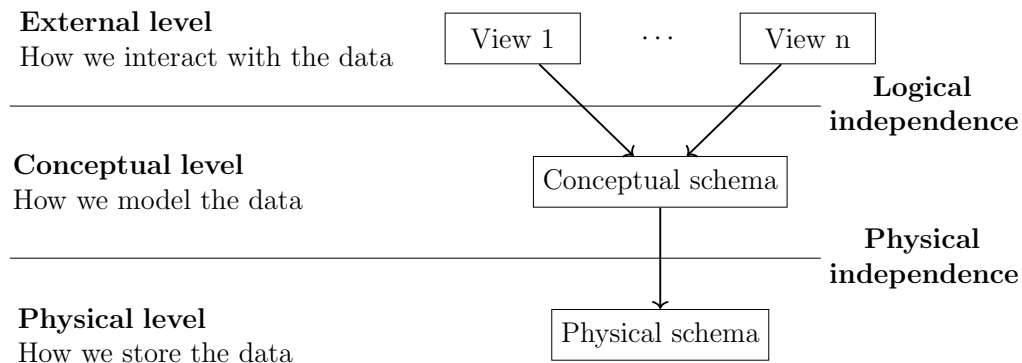 External level
How we interact with the data
View 1
···
View n
Logical
independence
Conceptual level
How we model the data
Conceptual schema
Physical
independence
Physical level
How we store the data
Physical schema